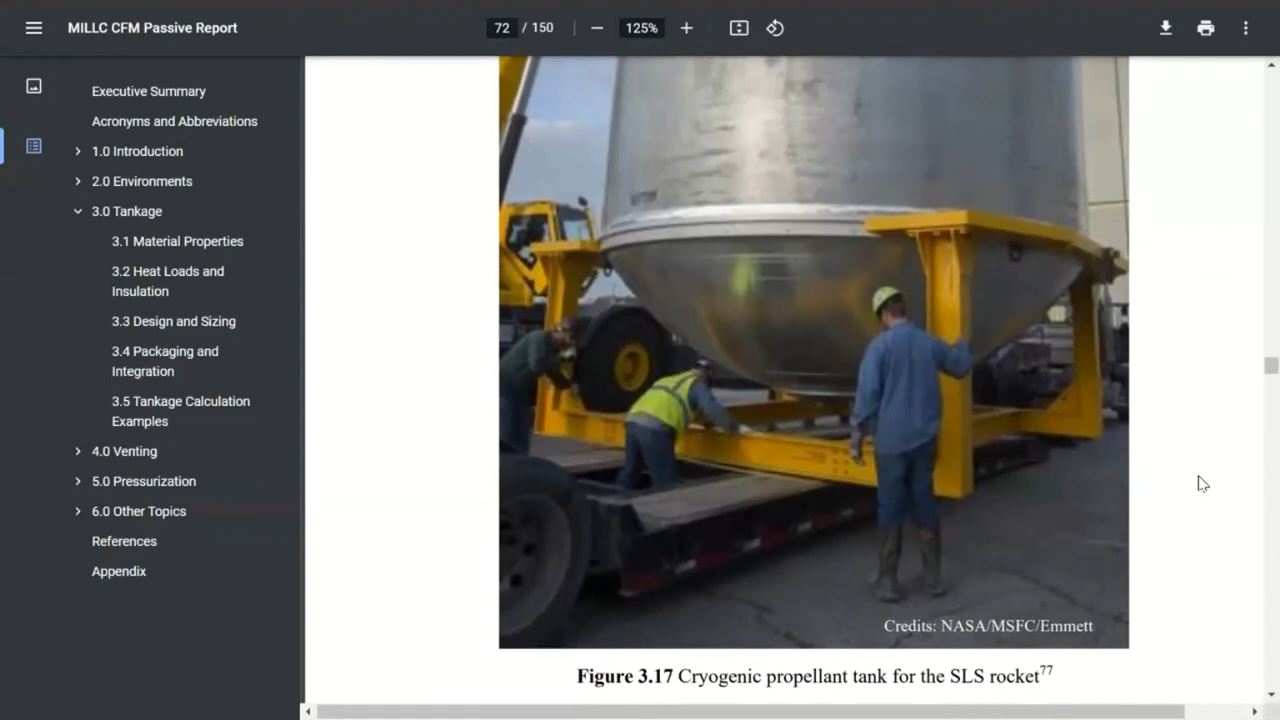 MILLC CFM Passive Report
72 / 150
125%
Executive Summary
Acronyms and Abbreviations
1.0 Introduction
2.0 Environments
3.0 Tankage
3.1 Material Properties
3.2 Heat Loads and
Insulation
3.3 Design and Sizing
3.4 Packaging and
Integration
3.5 Tankage Calculation
Examples
4.0 Venting
5.0 Pressurization
6.0 Other Topics
References
Appendix
Credits: NASA/MSFC/Emmett
Figure 3.17 Cryogenic propellant tank for the SLS rocket77